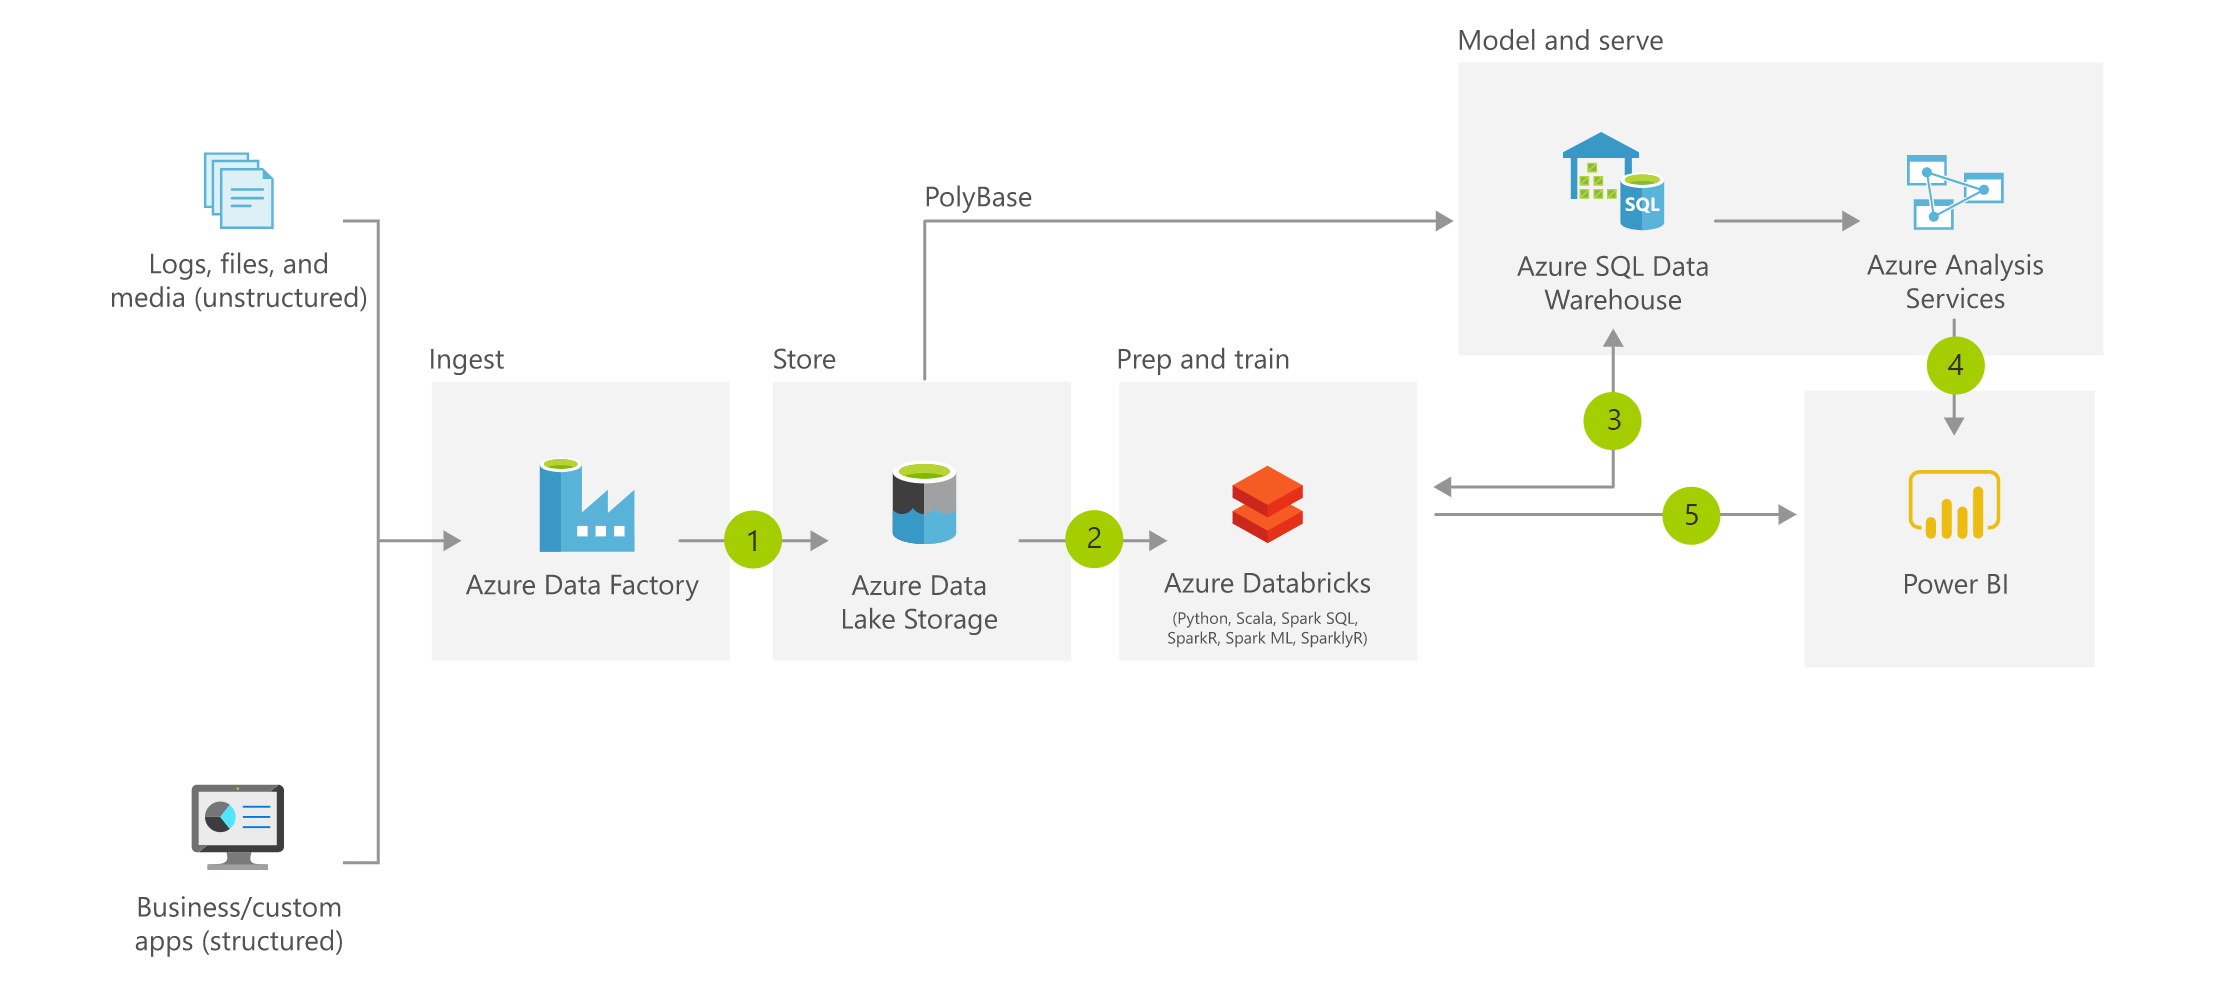 Model and serve
SQL
Azure SQL Data
Warehouse
Azure Analysis
Services
PolyBase
Logs, files, and
media (unstructured)
Ingest
Azure Data Factory
1
Store
Azure Data
Lake Storage
2
Prep and train
Azure Databricks
(Python, Scala, Spark SQL,
SparkR, Spark ML, SparklyR)
3
4
5
Power BI
Business/custom
apps (structured)